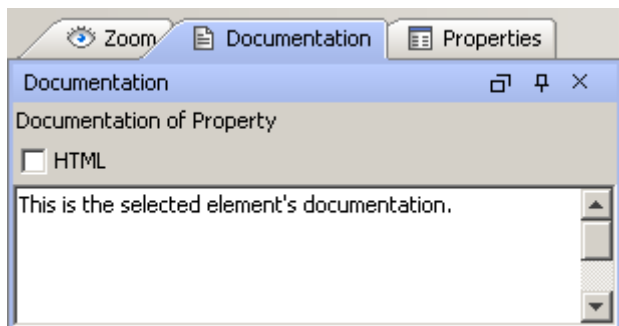 Zoom Documentation Properties
Documentation
Documentation of Property
HTML
This is the selected element's documentation.